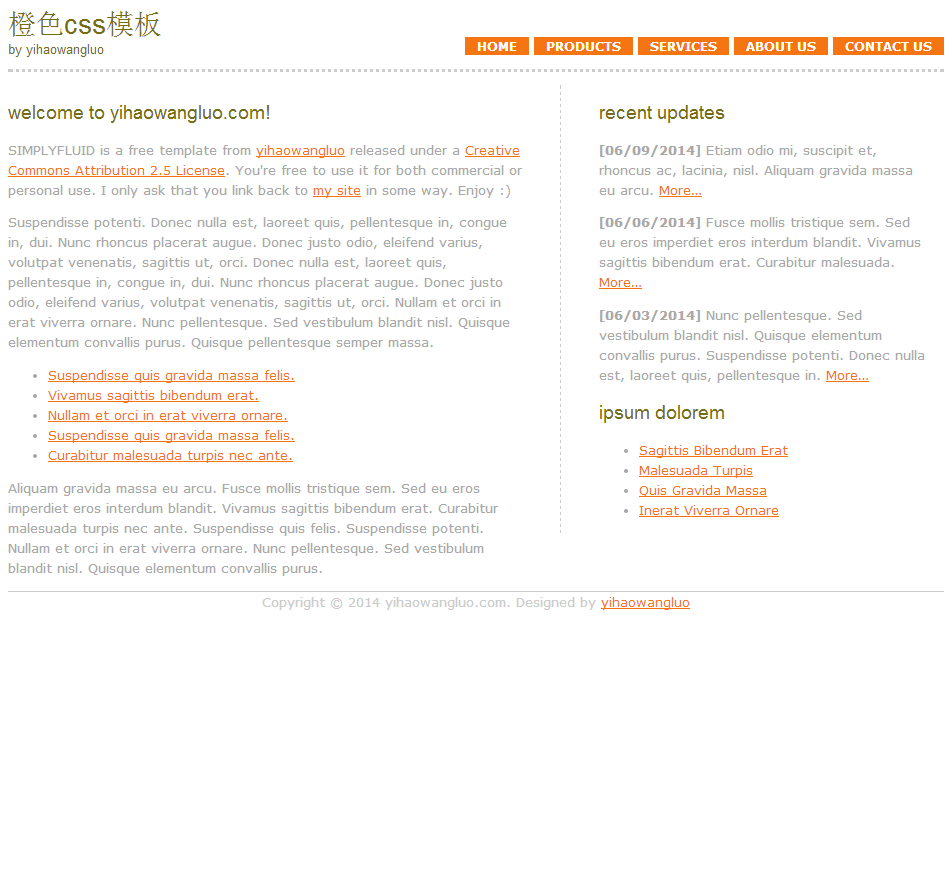 橙色css模板
by yihaowangluo
HOME PRODUCTS SERVICES ABOUT US CONTACT US
welcome to yihaowangluo.com!
SIMPLYFLUID is a free template from yihaowangluo released under a Creative
Commons Attribution 2.5 License. You're free to use it for both commercial or
personal use. I only ask that you link back to my site in some way. Enjoy :)
Suspendisse potenti. Donec nulla est, laoreet quis, pellentesque in, congue
in, dui. Nunc rhoncus placerat augue. Donec justo odio, eleifend varius,
volutpat venenatis, sagittis ut, orci. Donec nulla est, laoreet quis,
pellentesque in, congue in, dui. Nunc rhoncus placerat augue. Donec justo
odio, eleifend varius, volutpat venenatis, sagittis ut, orci. Nullam et orci in
erat viverra ornare. Nunc pellentesque. Sed vestibulum blandit nisl. Quisque
elementum convallis purus. Quisque pellentesque semper massa.
Suspendisse quis gravida massa felis.
Vivamus sagittis bibendum erat.
Nullam et orci in erat viverra ornare.
Suspendisse quis gravida massa felis.
Curabitur malesuada turpis nec ante.
Aliquam gravida massa eu arcu. Fusce mollis tristique sem. Sed eu eros
imperdiet eros interdum blandit. Vivamus sagittis bibendum erat. Curabitur
malesuada turpis nec ante. Suspendisse quis felis. Suspendisse potenti.
Nullam et orci in erat viverra ornare. Nunc pellentesque. Sed vestibulum
blandit nisl. Quisque elementum convallis purus.
recent updates
[06/09/2014] Etiam odio mi, suscipit et,
rhoncus ac, lacinia, nisl. Aliquam gravida massa
eu arcu. More...
[06/06/2014] Fusce mollis tristique sem. Sed
eu eros imperdiet eros interdum blandit. Vivamus
sagittis bibendum erat. Curabitur malesuada.
More...
[06/03/2014] Nunc pellentesque. Sed
vestibulum blandit nisl. Quisque elementum
convallis purus. Suspendisse potenti. Donec nulla
est, laoreet quis, pellentesque in. More...
ipsum dolorem
Sagittis Bibendum Erat
Malesuada Turpis
Quis Gravida Massa
Inerat Viverra Ornare
Copyright © 2014 yihaowangluo.com. Designed by yihaowangluo